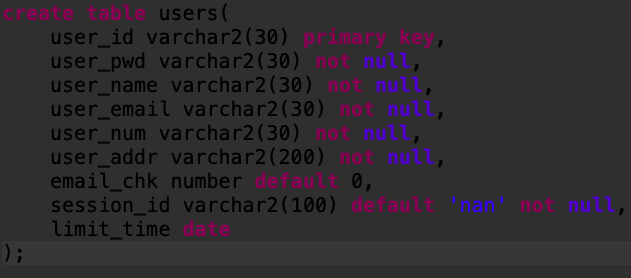 create table users(
    user_id varchar2(30) primary key,
    user_pwd varchar2(30) not null,
    user_name varchar2(30) not null,
    user_email varchar2(30) not null,
    user_num varchar2(30) not null,
    user_addr varchar2(200) not null,
    email_chk number default 0,
    session_id varchar2(100) default 'nan' not null,
    limit_time date
);